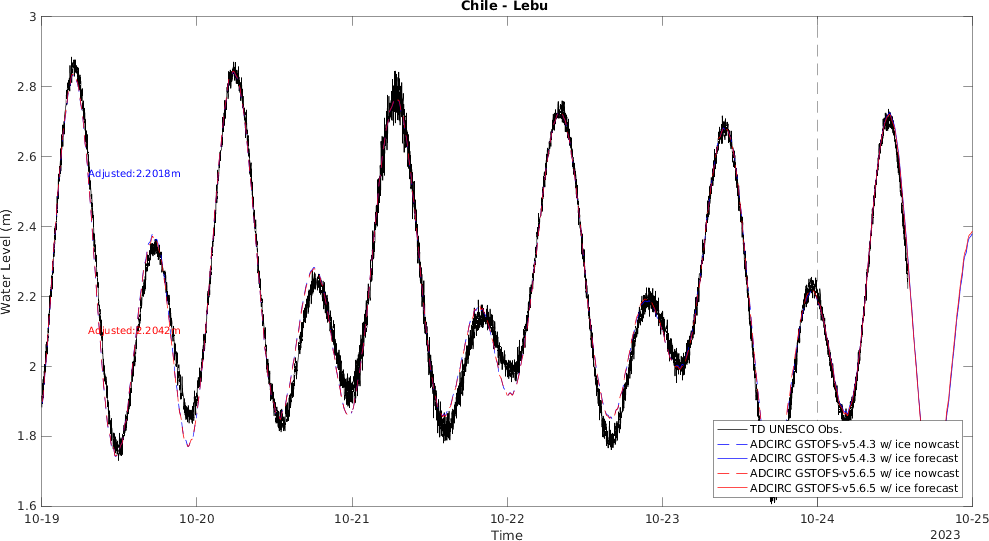 Chile - Lebu
3
2.8
2.6
2.4
2.2
2
1.8
1.6
Water Level (m)
Adjusted:2.2018m
Adjusted:2.2042m
TD UNESCO Obs.
ADCIRC GSTOFS-v5.4.3 w/ ice nowcast
ADCIRC GSTOFS-v5.4.3 w/ ice forecast
ADCIRC GSTOFS-v5.6.5 w/ ice nowcast
ADCIRC GSTOFS-v5.6.5 w/ ice forecast
10-19 10-20 10-21 10-22 10-23 10-24 10-25
Time
2023